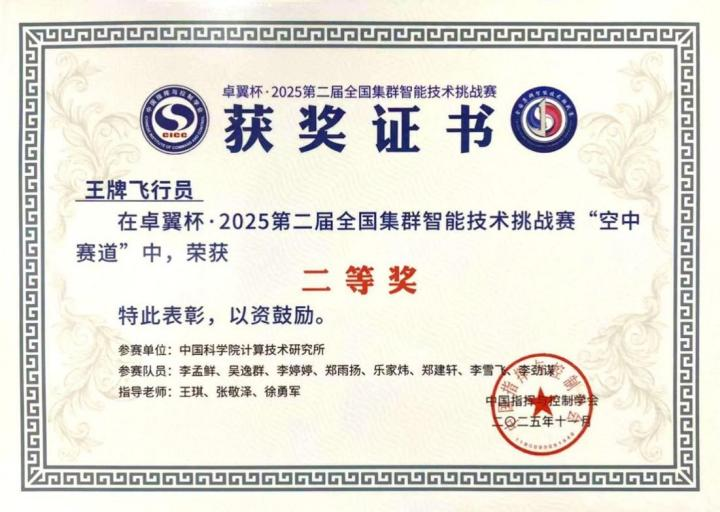 卓翼杯·2025第二届全国集群智能技术挑战赛
获奖证书
CICC
王牌飞行员
在卓翼杯·2025第二届全国集群智能技术挑战赛“空中
赛道”中，荣获
二等奖
特此表彰，以资鼓励。
参赛单位：中国科学院计算技术研究所
参赛队员：李孟鲜、吴逸群、李婷婷、郑雨扬、乐家炜、郑建轩、李雪飞、李劲谋
指导老师：王琪、张敬泽、徐勇军
中国指挥与控制学会
二〇二五年十一月